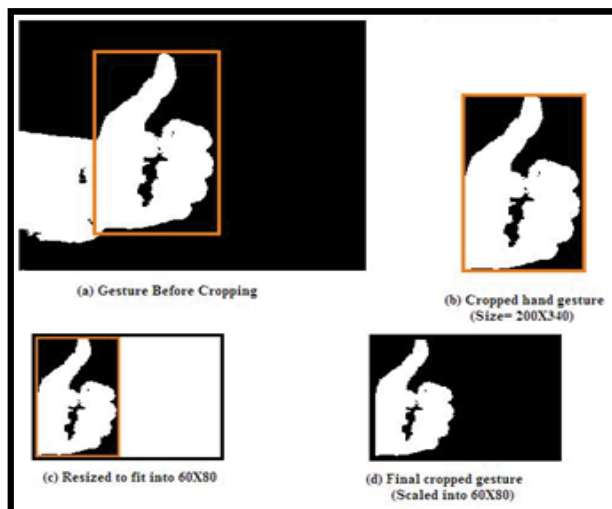 (a) Gesture Before Cropping
(b) Cropped hand gesture
(Size= 200X340)
(c) Resized to fit into 60X80
(d) Final cropped gesture
(Scaled into 60X80)